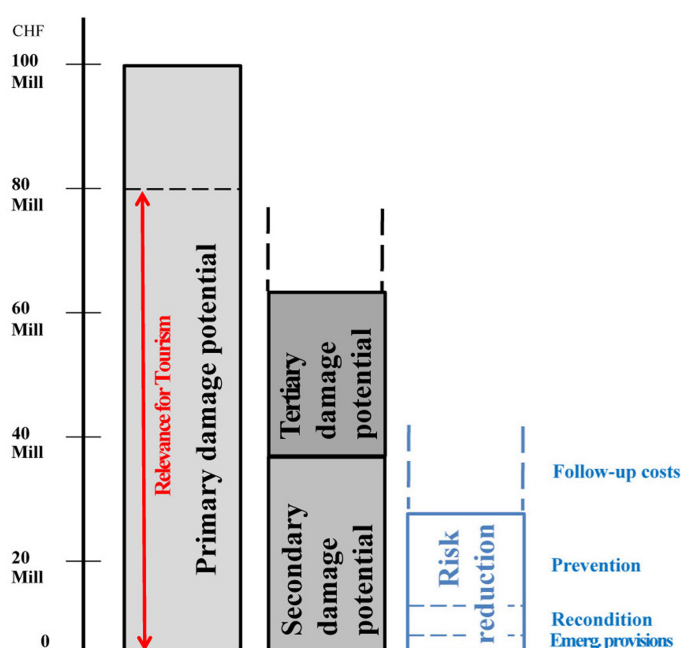 CHF
100
Mill
80
Mill
60
Mill
40
Mill
20
Mill
0
Relevance for Tourism
Primary damage potential
Tertiary
damage
potential
Secondary
damage
potential
Risk
reduction
Follow-up costs
Prevention
Recondition
Emerg. provisions